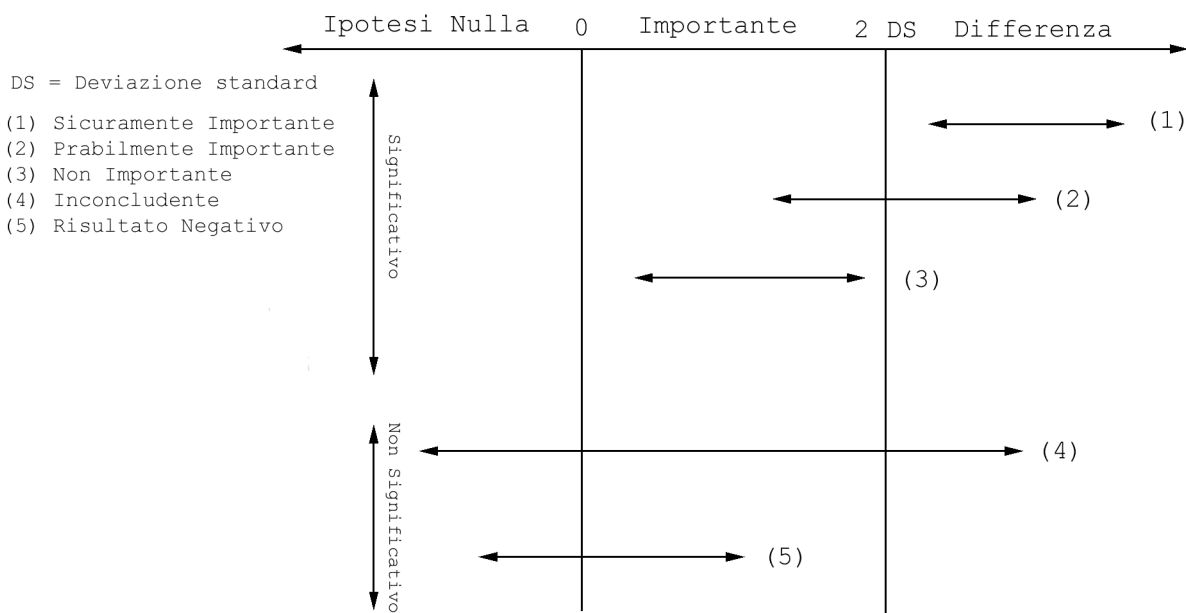 Ipotesi Nulla 0 Importante 2 DS Differenza
DS = Deviazione standard
(1) Sicuramente Importante
(2) Prabilmente Importante
(3) Non Importante
(4) Inconcludente
(5) Risultato Negativo
Significativo
(1)
(2)
(3)
Non Significativo
(4)
(5)